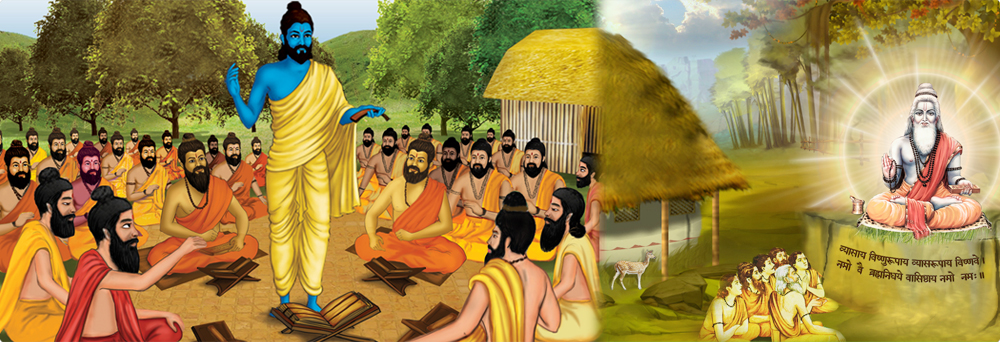 व्यासाय विष्णुरूपाय व्यासरूपाय विष्णवे।
नमो वै ब्रह्मनिधये वासिष्ठाय नमो नमः॥